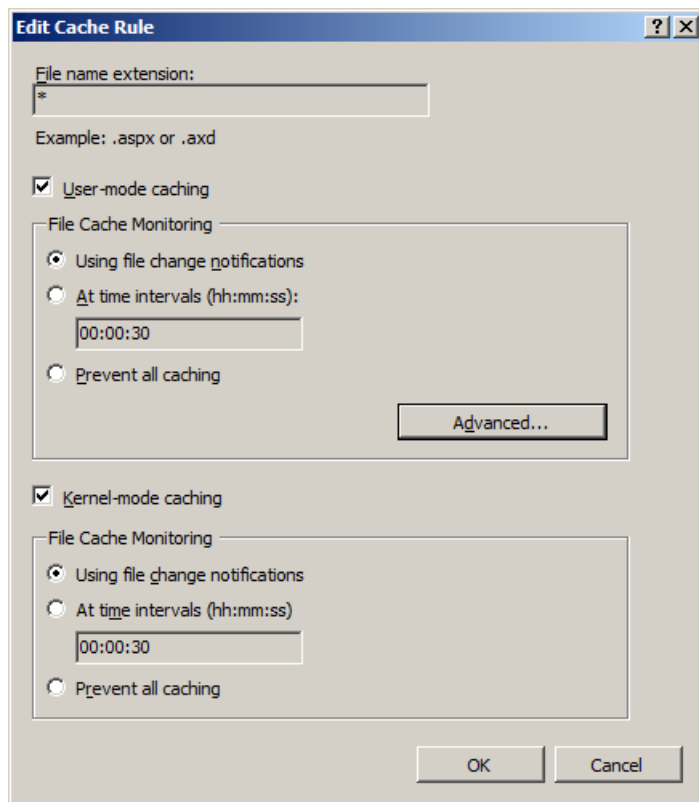 Edit Cache Rule
File name extension:
*
Example: .aspx or .axd
User-mode caching
File Cache Monitoring
Using file change notifications
At time intervals (hh:mm:ss):
00:00:30
Prevent all caching
Advanced...
Kernel-mode caching
File Cache Monitoring
Using file change notifications
At time intervals (hh:mm:ss)
00:00:30
Prevent all caching
OK Cancel